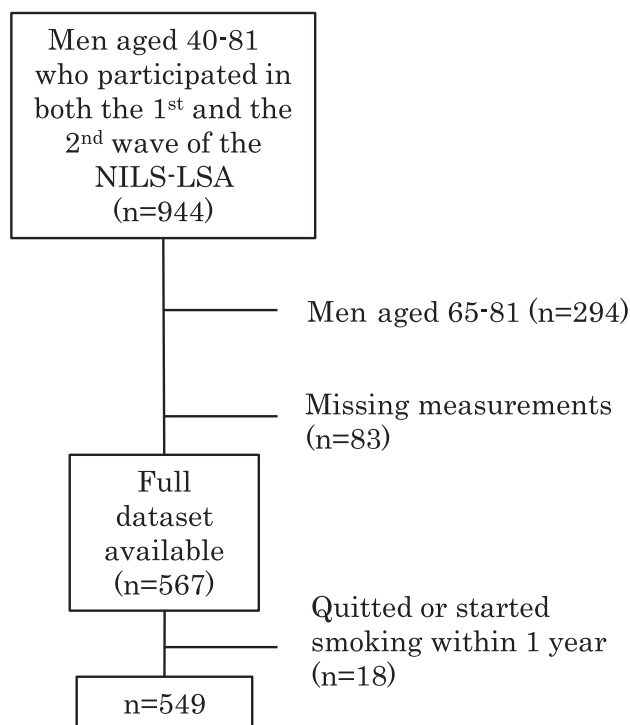 Men aged 40-81
who participated in
both the 1st and the
2nd wave of the
NILS-LSA
(n=944)
Men aged 65-81 (n=294)
Missing measurements
(n=83)
Full
dataset
available
(n=567)
Quitted or started
smoking within 1 year
(n=18)
n=549